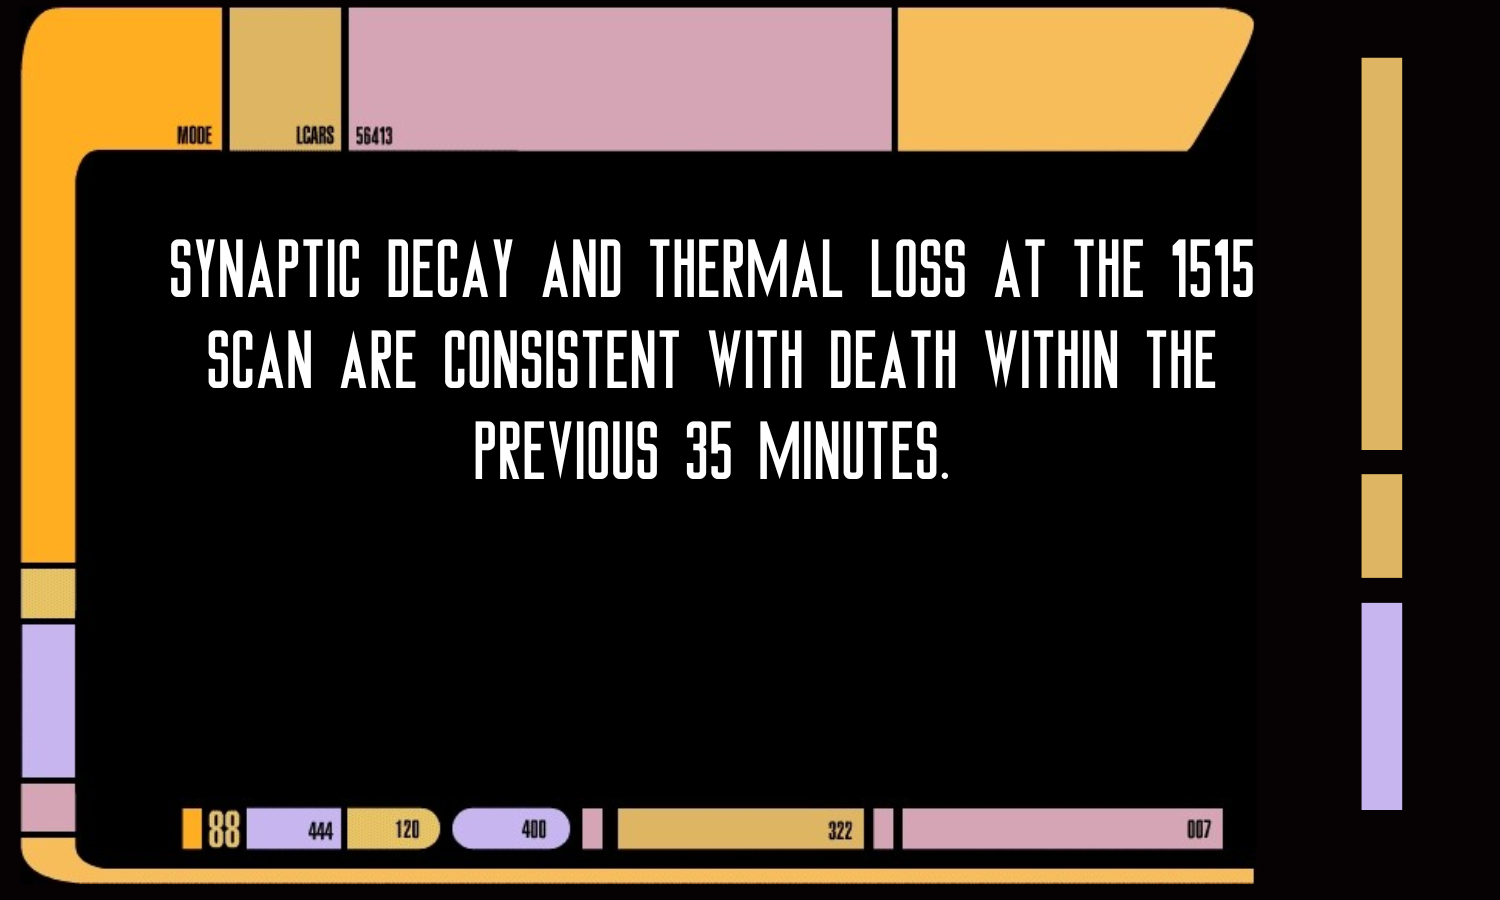 MODE
LCARS
56413
SYNAPTIC DECAY AND THERMAL LOSS AT THE 1515
SCAN ARE CONSISTENT WITH DEATH WITHIN THE
PREVIOUS 35 MINUTES.
88
444
120
400
322
007